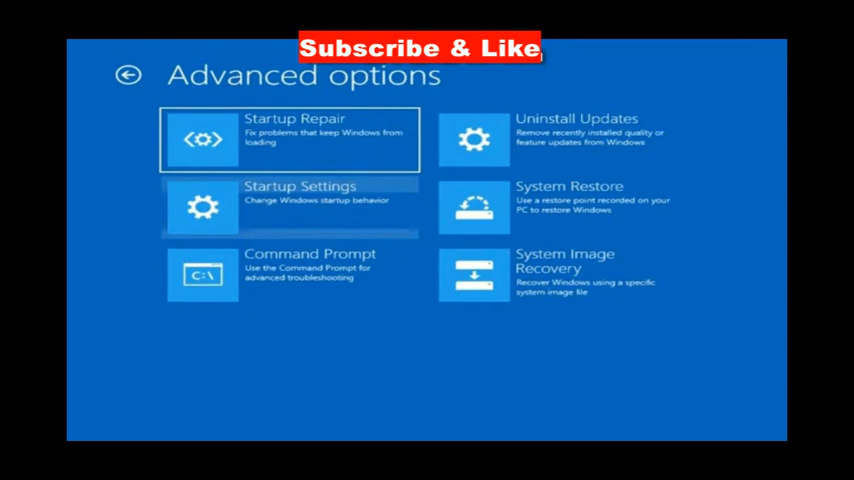 Subscribe & Like
Advanced options
Startup Repair
Fix problems that keep Windows from
loading
Uninstall Updates
Remove recently installed quality or
feature updates from Windows
Startup Settings
Change Windows startup behavior
System Restore
Use a restore point recorded on your
PC to restore Windows
Command Prompt
Use the Command Prompt for
advanced troubleshooting
C:\
System Image
Recovery
Recover Windows using a specific
system image file